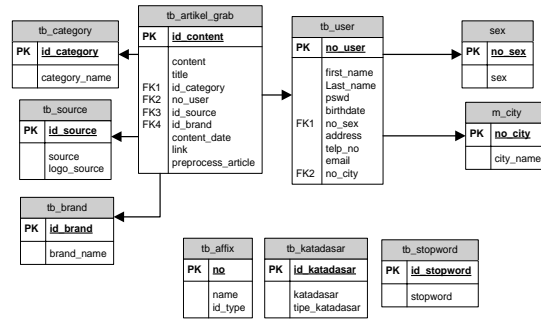 tb_category
PK id_category
category_name
tb_source
PK id_source
source
logo_source
tb_brand
PK id_brand
brand_name
tb_artikel_grab
PK id_content
content
title
FK1 id_category
FK2 no_user
FK3 id_source
FK4 id_brand
content_date
link
preprocess_article
tb_user
PK no_user
first_name
Last_name
pswd
birthdate
FK1 no_sex
address
telp_no
email
FK2 no_city
sex
PK no_sex
sex
m_city
PK no_city
city_name
tb_affix
PK no
name
id_type
tb_katadasar
PK id_katadasar
katadasar
tipe_katadasar
tb_stopword
PK id_stopword
stopword